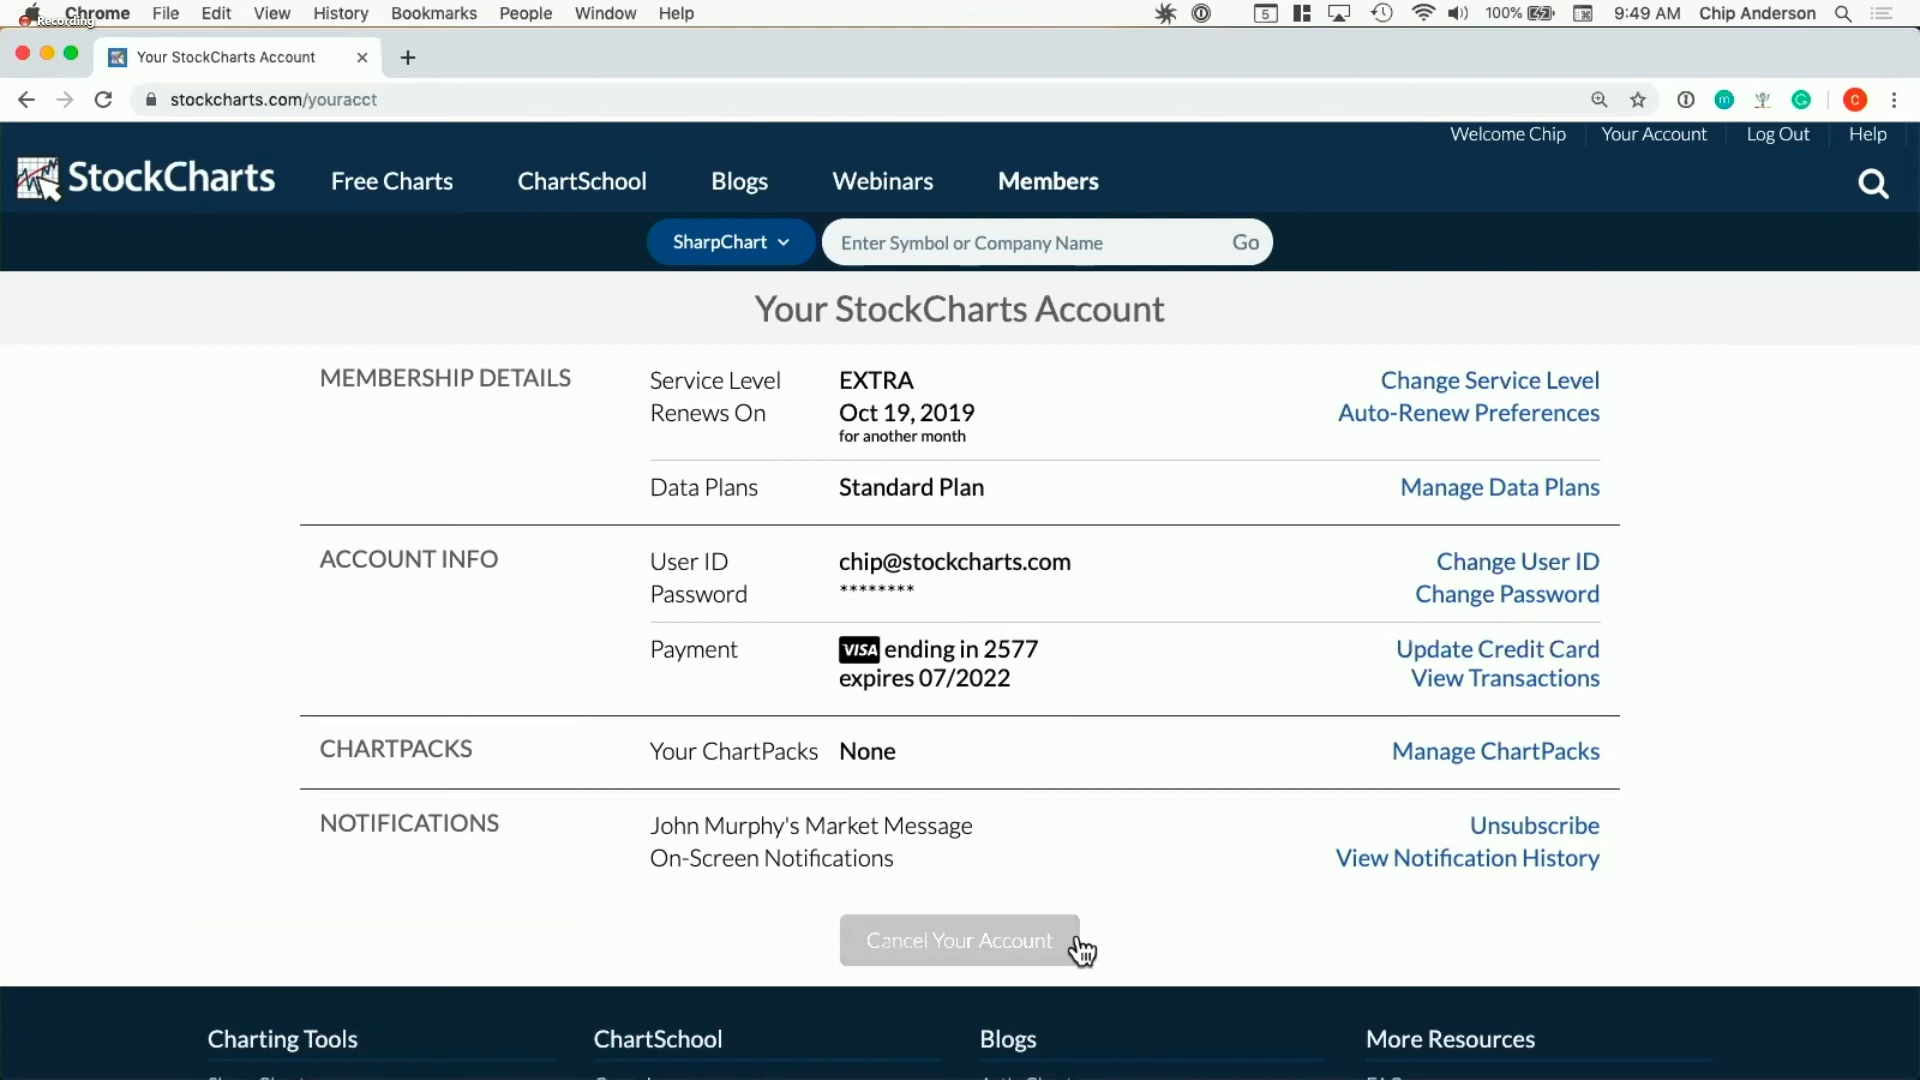 Chrome File Edit View History Bookmarks People Window Help 5 100% 9:49 AM Chip Anderson
Recording
Your StockCharts Account
stockcharts.com/youracct
Welcome Chip Your Account Log Out Help
StockCharts Free Charts ChartSchool Blogs Webinars Members
SharpChart Enter Symbol or Company Name Go
Your StockCharts Account
MEMBERSHIP DETAILS Service Level EXTRA Change Service Level
Renews On Oct 19, 2019 Auto-Renew Preferences
for another month
Data Plans Standard Plan Manage Data Plans
ACCOUNT INFO User ID chip@stockcharts.com Change User ID
Password ******** Change Password
Payment VISA ending in 2577 Update Credit Card
expires 07/2022 View Transactions
CHARTPACKS Your ChartPacks None Manage ChartPacks
NOTIFICATIONS John Murphy's Market Message Unsubscribe
On-Screen Notifications View Notification History
Cancel Your Account
Charting Tools ChartSchool Blogs More Resources